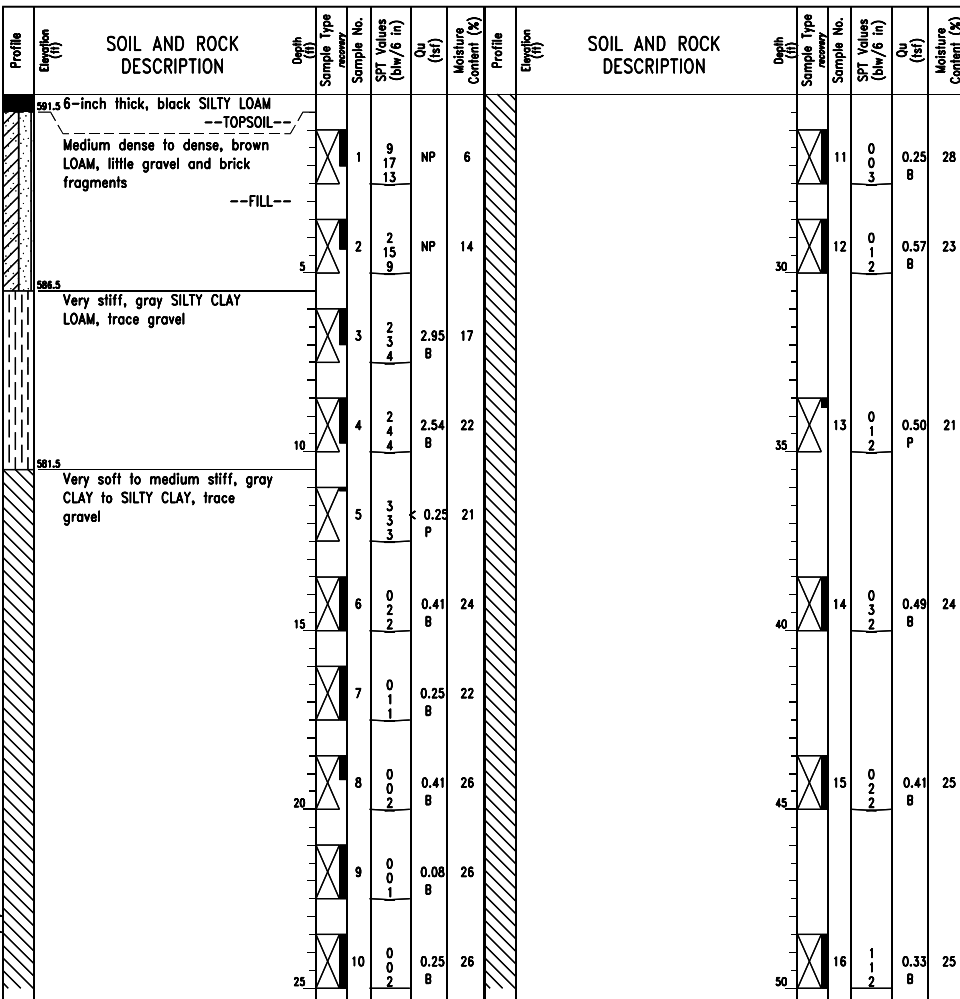 Profile
Elevation (ft)
SOIL AND ROCK
DESCRIPTION
Depth (ft)
Sample Type
recovery
Sample No.
SPT Values (blw/6 in)
Qu (tsf)
Moisture Content (%)
Profile
Elevation (ft)
SOIL AND ROCK
DESCRIPTION
Depth (ft)
Sample Type
recovery
Sample No.
SPT Values (blw/6 in)
Qu (tsf)
Moisture Content (%)
591.5 6-inch thick, black SILTY LOAM
--TOPSOIL--
Medium dense to dense, brown
LOAM, little gravel and brick
fragments
--FILL--
1 9 17 13 NP 6
2 2 15 9 NP 14
5
586.5
Very stiff, gray SILTY CLAY
LOAM, trace gravel
3 2 3 4 2.95 B 17
4 2 4 4 2.54 B 22
10
581.5
Very soft to medium stiff, gray
CLAY to SILTY CLAY, trace
gravel
5 3 3 3 < 0.25 P 21
6 0 2 2 0.41 B 24
15
7 0 1 1 0.25 B 22
8 0 0 2 0.41 B 26
20
9 0 0 1 0.08 B 26
10 0 0 2 0.25 B 26
25
11 0 0 3 0.25 B 28
12 0 1 2 0.57 B 23
30
13 0 1 2 0.50 P 21
35
14 0 3 2 0.49 B 24
40
15 0 2 2 0.41 B 25
45
16 1 1 2 0.33 B 25
50